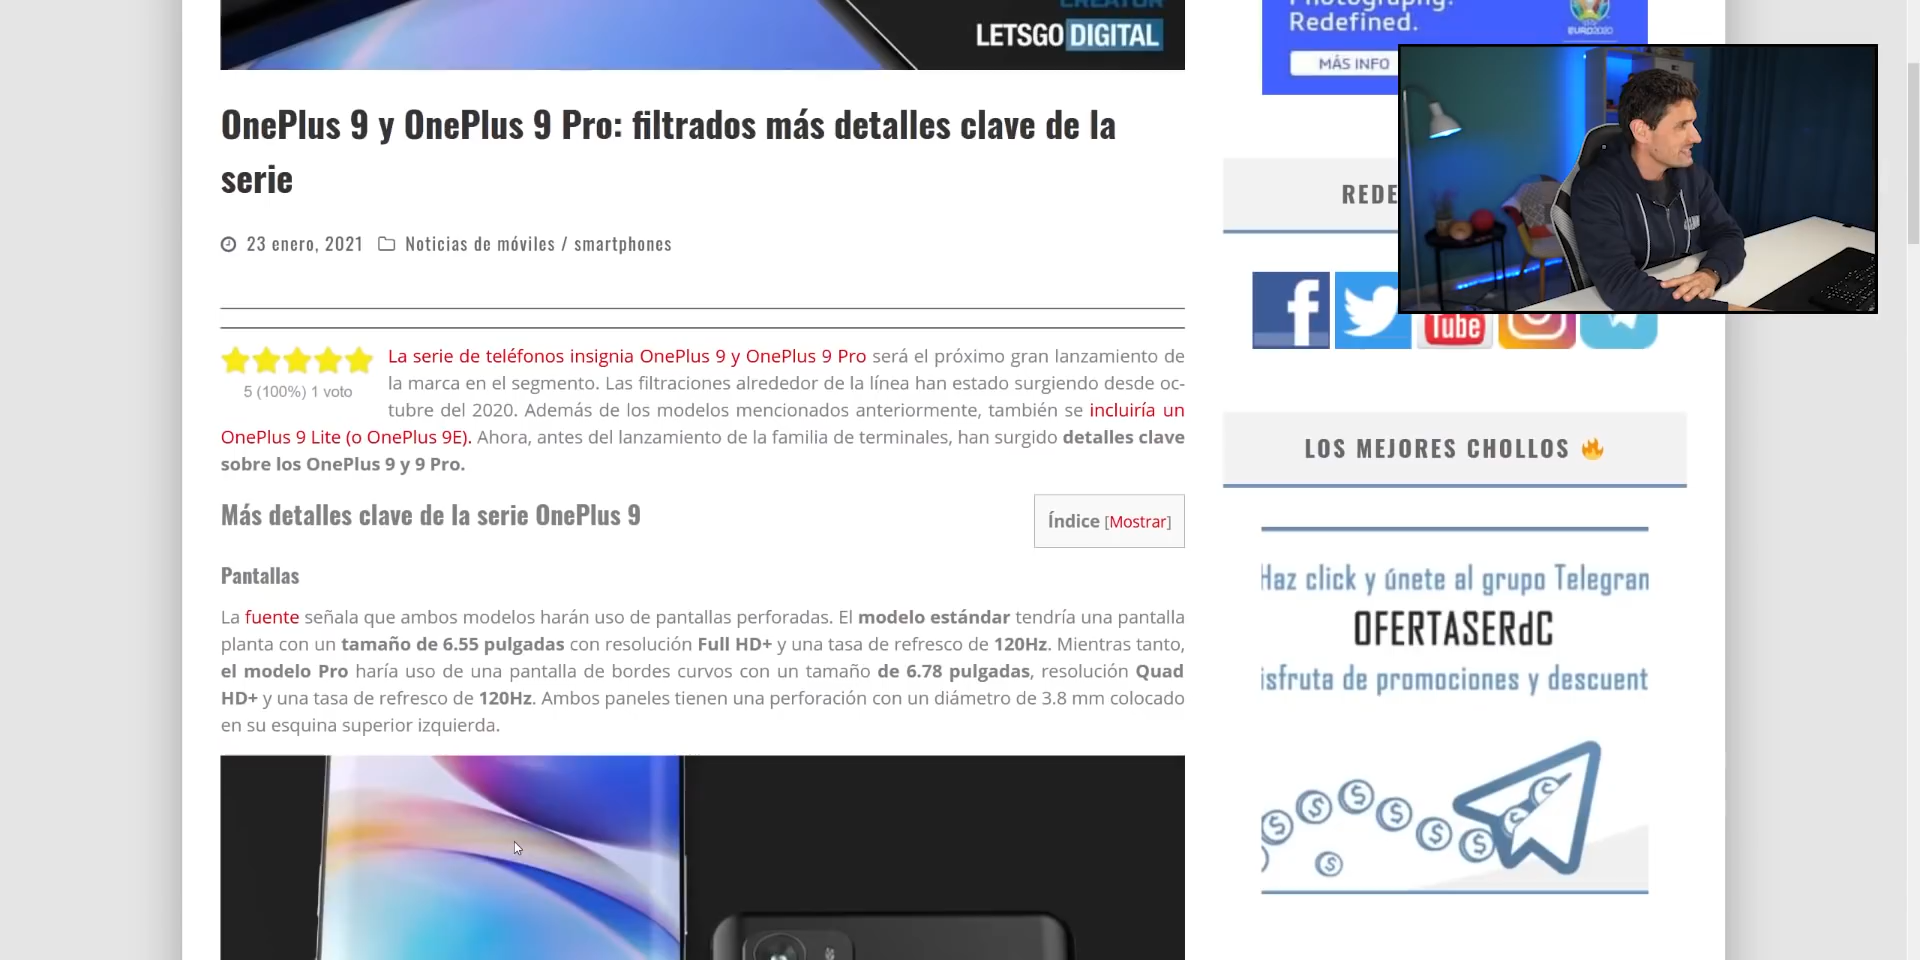 LETSGO DIGITAL
OnePlus 9 y OnePlus 9 Pro: filtrados más detalles clave de la
serie
23 enero, 2021 Noticias de móviles / smartphones
5 (100%) 1 voto
La serie de teléfonos insignia OnePlus 9 y OnePlus 9 Pro será el próximo gran lanzamiento de
la marca en el segmento. Las filtraciones alrededor de la línea han estado surgiendo desde oc-
tubre del 2020. Además de los modelos mencionados anteriormente, también se incluiría un
OnePlus 9 Lite (o OnePlus 9E). Ahora, antes del lanzamiento de la familia de terminales, han surgido detalles clave
sobre los OnePlus 9 y 9 Pro.
Más detalles clave de la serie OnePlus 9
Índice [Mostrar]
Pantallas
La fuente señala que ambos modelos harán uso de pantallas perforadas. El modelo estándar tendría una pantalla
planta con un tamaño de 6.55 pulgadas con resolución Full HD+ y una tasa de refresco de 120Hz. Mientras tanto,
el modelo Pro haría uso de una pantalla de bordes curvos con un tamaño de 6.78 pulgadas, resolución Quad
HD+ y una tasa de refresco de 120Hz. Ambos paneles tienen una perforación con un diámetro de 3.8 mm colocado
en su esquina superior izquierda.
Redefined.
EURO2020
MÁS INFO
REDE
Tube
LOS MEJORES CHOLLOS
Haz click y únete al grupo Telegram
OFERTASERdC
isfruta de promociones y descuent